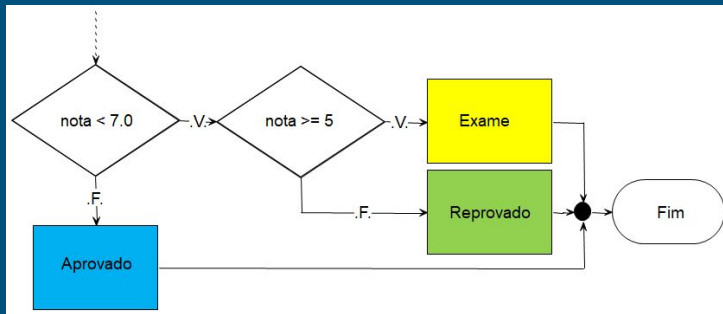 nota < 7.0
.V.
nota >= 5
.V.
Exame
.F.
.F.
Reprovado
Fim
Aprovado